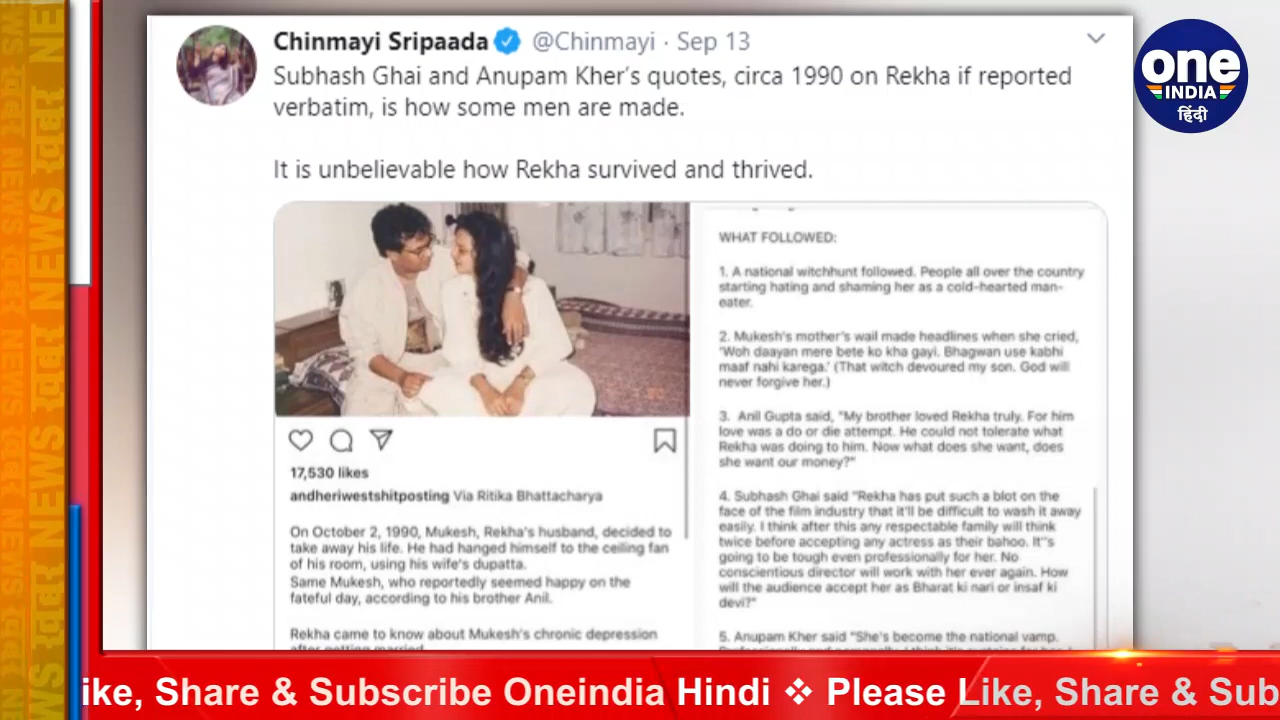 Chinmayi Sripaada @Chinmayi · Sep 13
Subhash Ghai and Anupam Kher's quotes, circa 1990 on Rekha if reported
verbatim, is how some men are made.
It is unbelievable how Rekha survived and thrived.
one
INDIA
हिंदी
17,530 likes
andheriwestshitposting Via Ritika Bhattacharya
On October 2, 1990, Mukesh, Rekha's husband, decided to
take away his life. He had hanged himself to the ceiling fan
of his room, using his wife's dupatta.
Same Mukesh, who reportedly seemed happy on the
fateful day, according to his brother Anil.
Rekha came to know about Mukesh's chronic depression
after getting married
WHAT FOLLOWED:
1. A national witchhunt followed. People all over the country
starting hating and shaming her as a cold-hearted man-
eater.
2. Mukesh's mother's wail made headlines when she cried,
'Woh daayan mere bete ko kha gayi. Bhagwan use kabhi
maaf nahi karega.' (That witch devoured my son. God will
never forgive her.)
3. Anil Gupta said, "My brother loved Rekha truly. For him
love was a do or die attempt. He could not tolerate what
Rekha was doing to him. Now what does she want, does
she want our money?"
4. Subhash Ghai said "Rekha has put such a blot on the
face of the film industry that it'll be difficult to wash it away
easily. I think after this any respectable family will think
twice before accepting any actress as their bahoo. It"s
going to be tough even professionally for her. No
conscientious director will work with her ever again. How
will the audience accept her as Bharat ki nari or insaf ki
devi?"
5. Anupam Kher said "She's become the national vamp.
NEWS खबर NEWS खबर
ike, Share & Subscribe Oneindia Hindi ❖ Please Like, Share & Sub